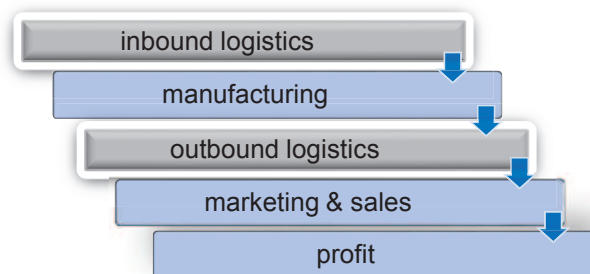 inbound logistics
manufacturing
outbound logistics
marketing & sales
profit